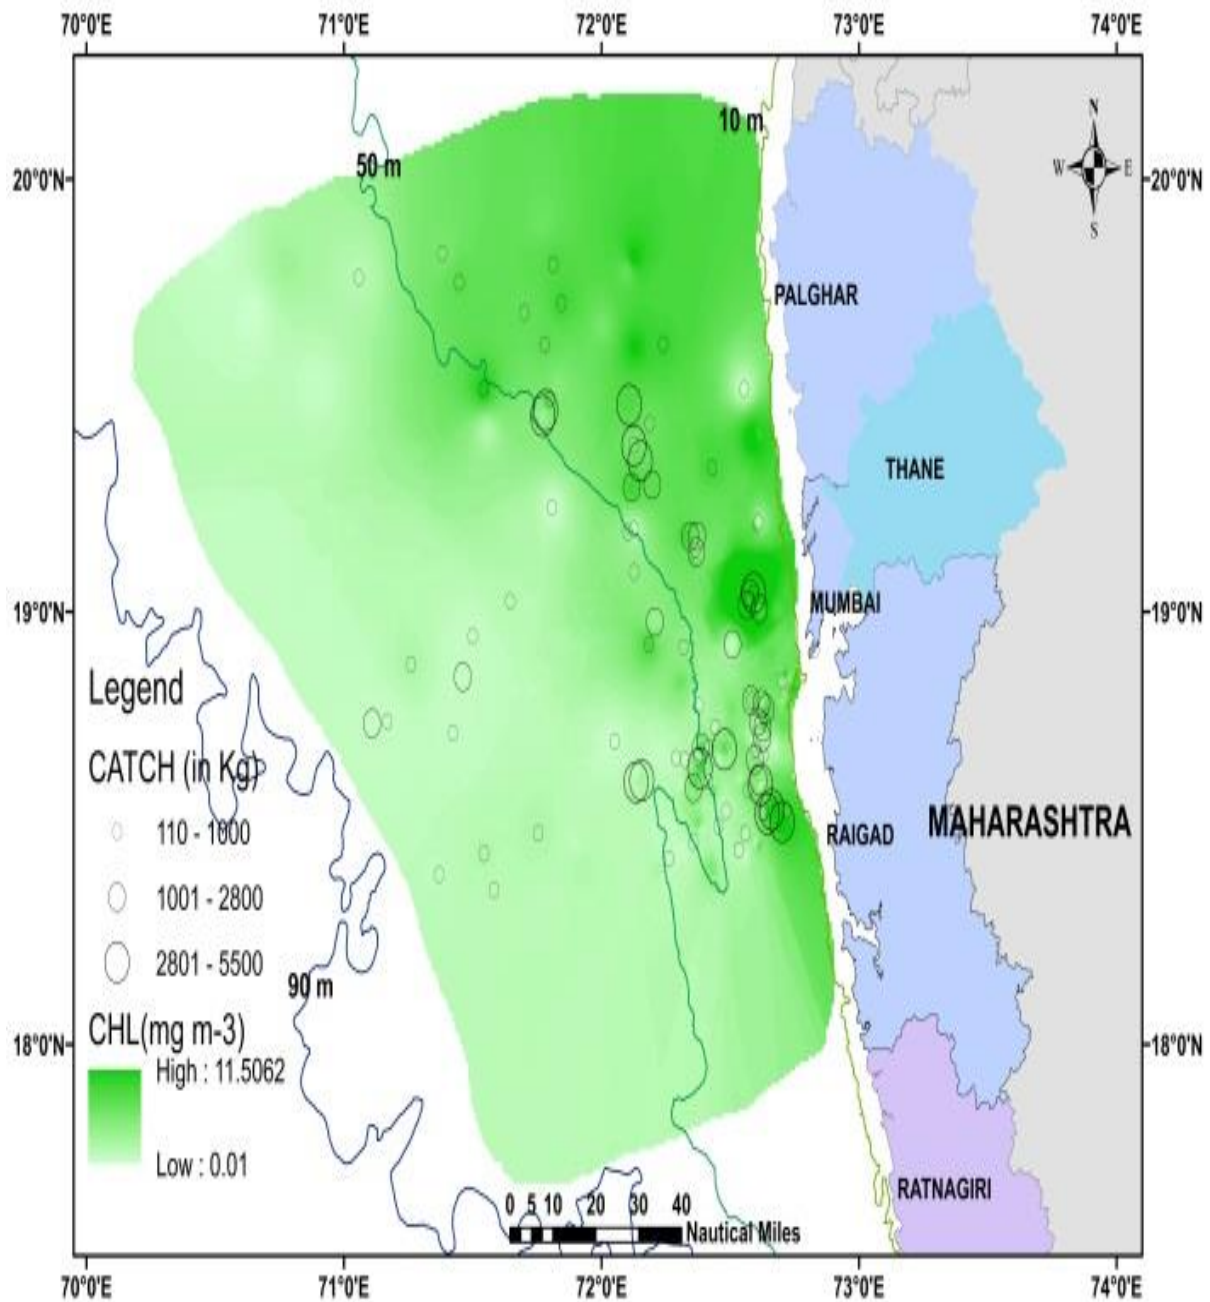 70°0'E 71°0'E 72°0'E 73°0'E 74°0'E
10 m
N
50 m
W E
20°0'N 20°0'N
S
PALGHAR
THANE
19°0'N MUMBAI 19°0'N
Legend
CATCH (in Kg)
110 - 1000
MAHARASHTRA
RAIGAD
1001 - 2800
2801 - 5500
90 m
CHL(mg m-3)
18°0'N 18°0'N
High : 11.5062
Low : 0.01
RATNAGIRI
0 5 10 20 30 40
Nautical Miles
70°0'E 71°0'E 72°0'E 73°0'E 74°0'E